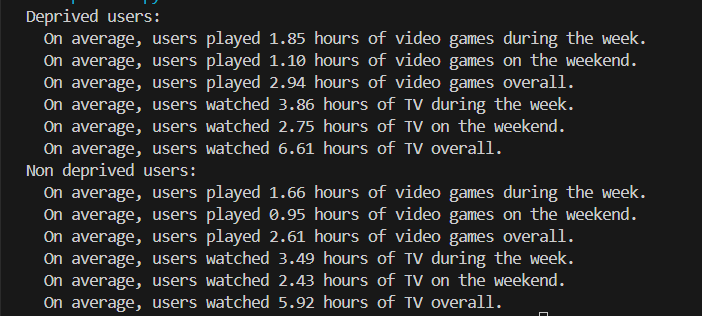 Deprived users:
On average, users played 1.85 hours of video games during the week.
On average, users played 1.10 hours of video games on the weekend.
On average, users played 2.94 hours of video games overall.
On average, users watched 3.86 hours of TV during the week.
On average, users watched 2.75 hours of TV on the weekend.
On average, users watched 6.61 hours of TV overall.
Non deprived users:
On average, users played 1.66 hours of video games during the week.
On average, users played 0.95 hours of video games on the weekend.
On average, users played 2.61 hours of video games overall.
On average, users watched 3.49 hours of TV during the week.
On average, users watched 2.43 hours of TV on the weekend.
On average, users watched 5.92 hours of TV overall.